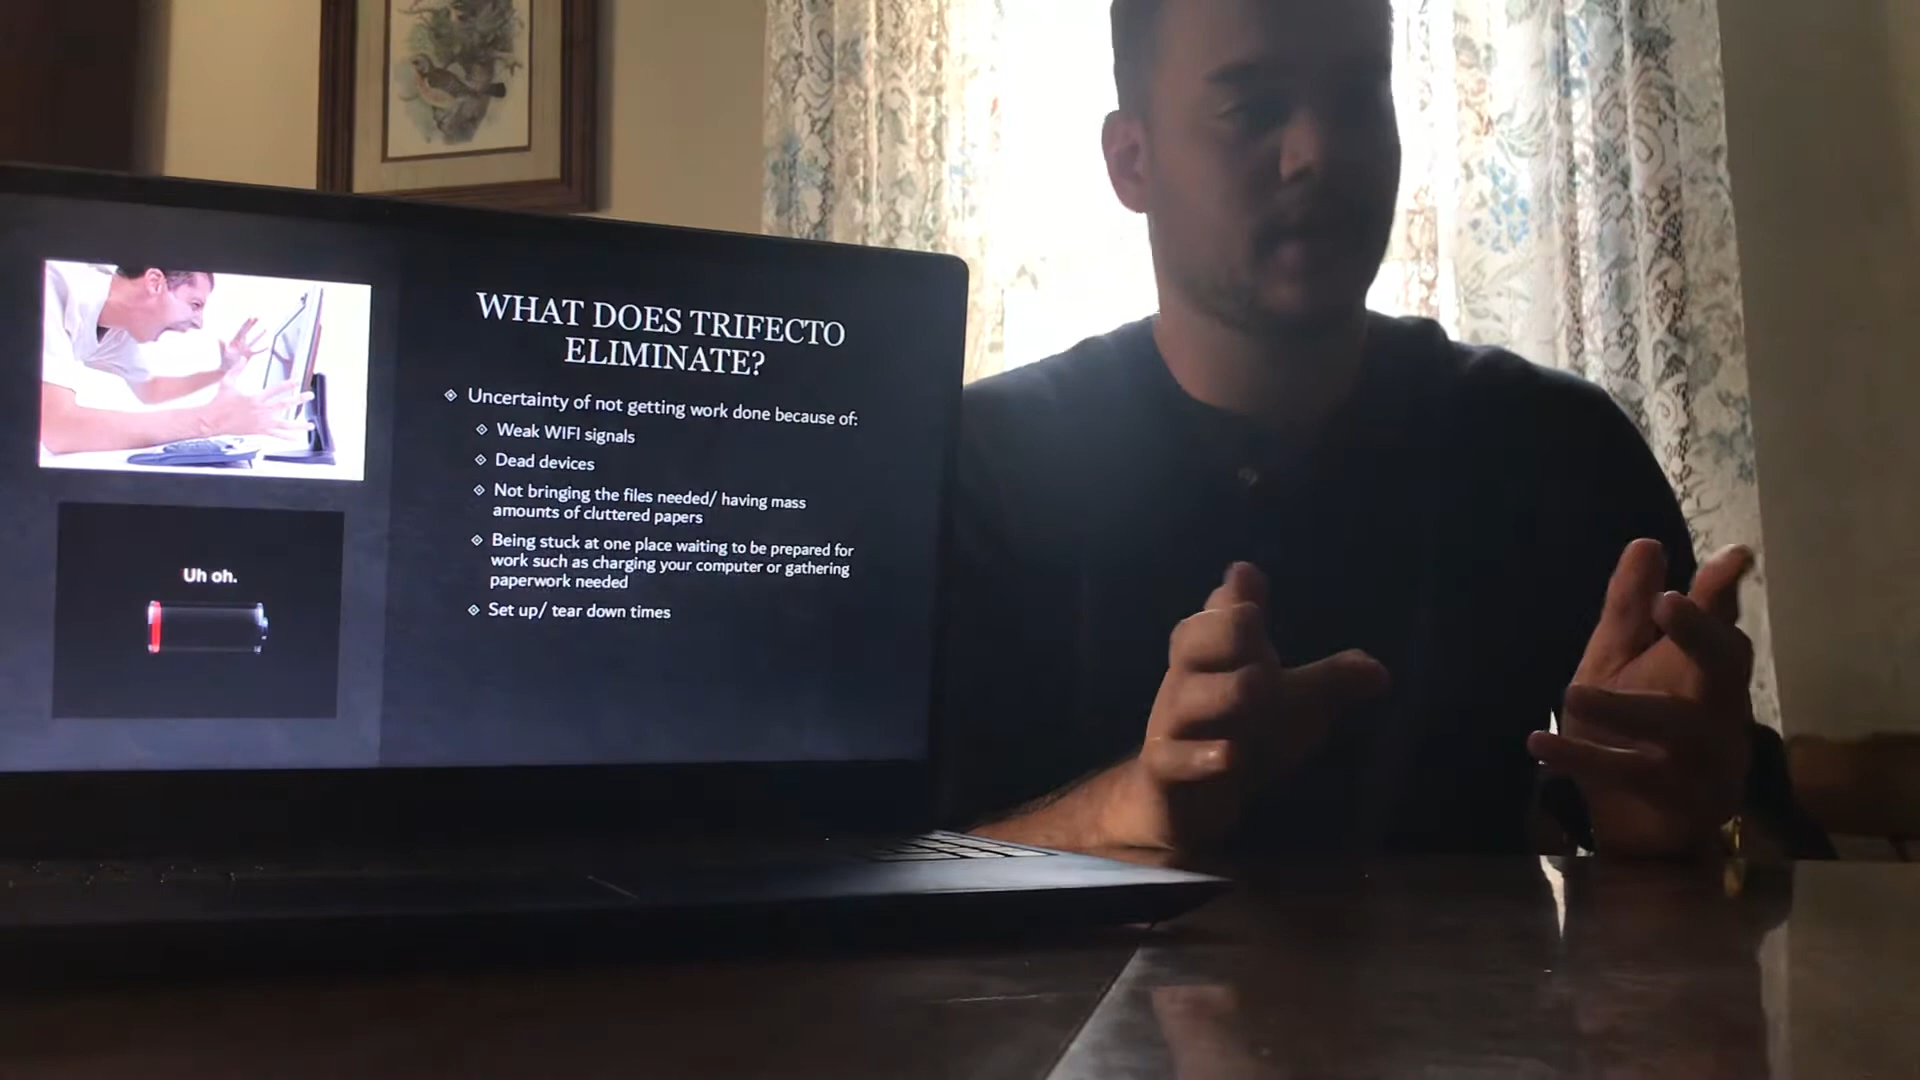 WHAT DOES TRIFECTO
ELIMINATE?
Uncertainty of not getting work done because of:
Weak WIFI signals
Dead devices
Not bringing the files needed/ having mass
amounts of cluttered papers
Being stuck at one place waiting to be prepared for
work such as charging your computer or gathering
paperwork needed
Set up/ tear down times
Uh oh.